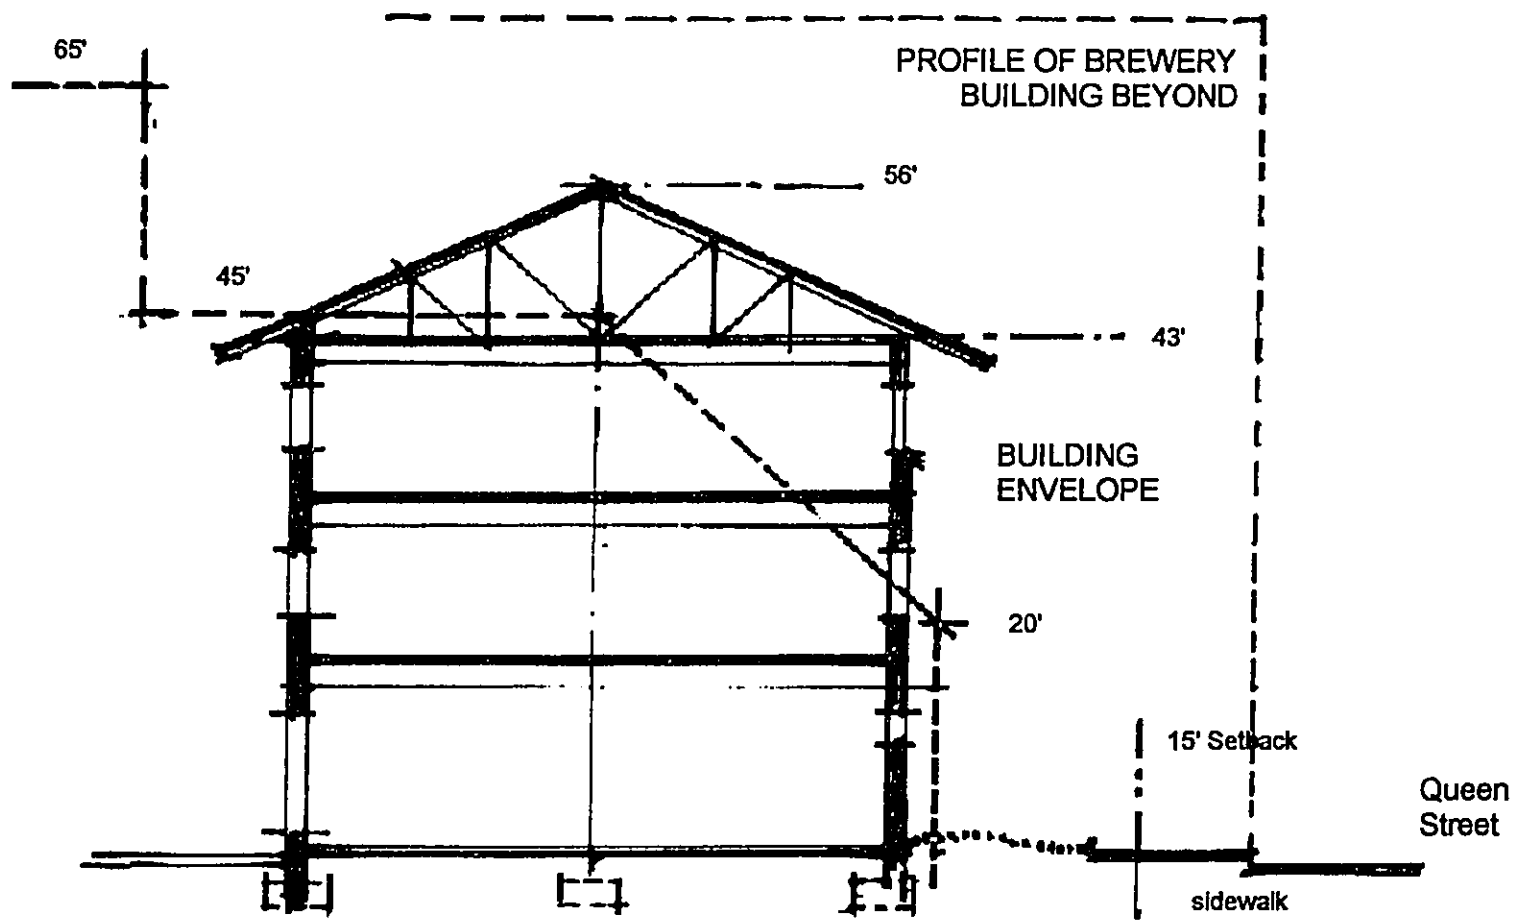 65'
PROFILE OF BREWERY
BUILDING BEYOND
56'
45'
43'
BUILDING
ENVELOPE
20'
15' Setback
Queen
Street
sidewalk